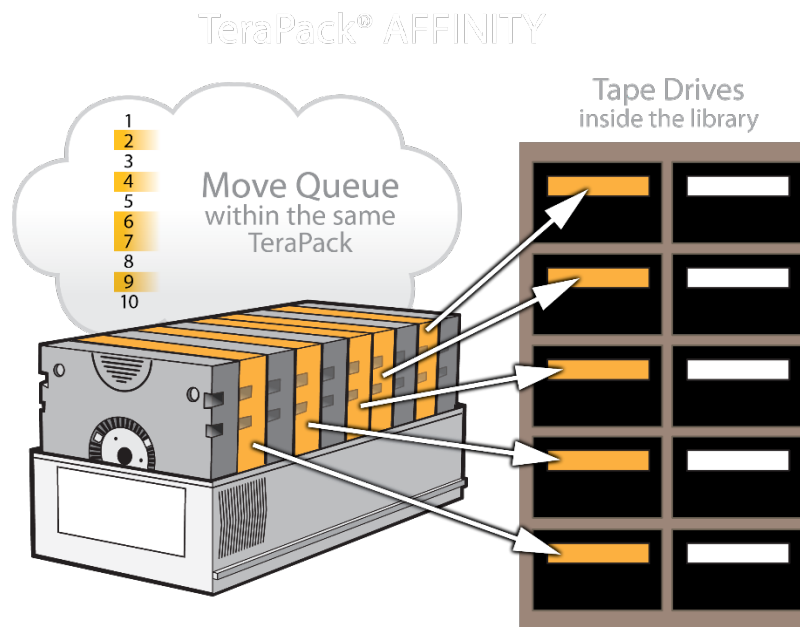 TeraPack® AFFINITY
Tape Drives
inside the library
1
2
3
4
5
6
7
8
9
10
Move Queue
within the same
TeraPack